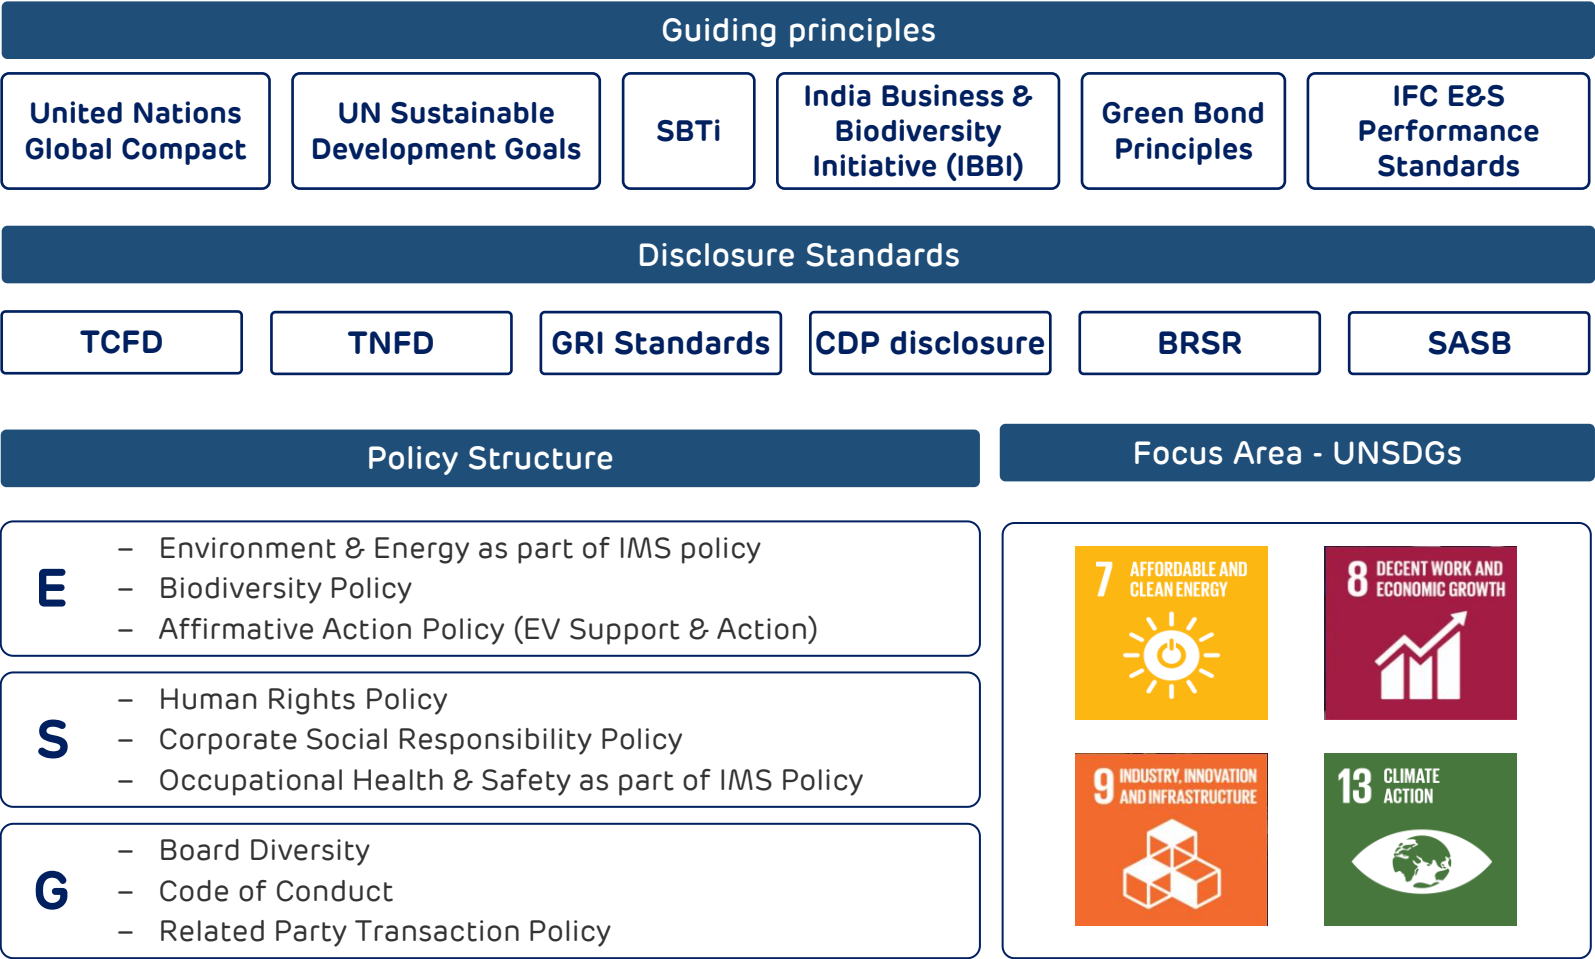 Guiding principles
United Nations
Global Compact
UN Sustainable
Development Goals
SBTi
India Business &
Biodiversity
Initiative (IBBI)
Green Bond
Principles
IFC E&S
Performance
Standards
Disclosure Standards
TCFD
TNFD
GRI Standards
CDP disclosure
BRSR
SASB
Policy Structure
E
– Environment & Energy as part of IMS policy
– Biodiversity Policy
– Affirmative Action Policy (EV Support & Action)
S
– Human Rights Policy
– Corporate Social Responsibility Policy
– Occupational Health & Safety as part of IMS Policy
G
– Board Diversity
– Code of Conduct
– Related Party Transaction Policy
Focus Area - UNSDGs
7 AFFORDABLE AND
CLEAN ENERGY
8 DECENT WORK AND
ECONOMIC GROWTH
9 INDUSTRY, INNOVATION
AND INFRASTRUCTURE
13 CLIMATE
ACTION